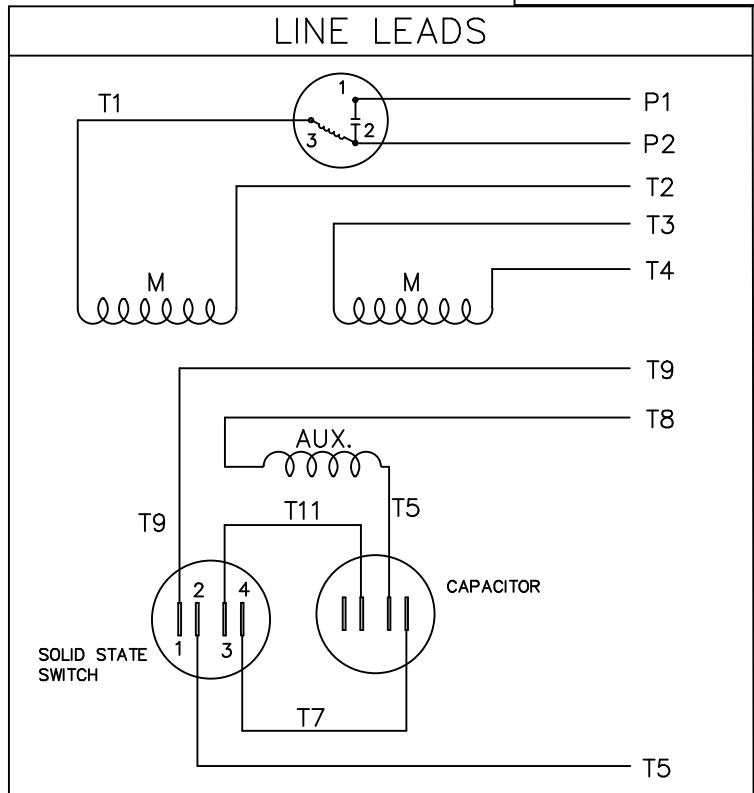 LINE LEADS
1
T1
P1
2
3
P2
T2
T3
M
M
T4
T9
T8
AUX.
T9
T11
T5
2
4
CAPACITOR
1
3
SOLID STATE
SWITCH
T7
T5